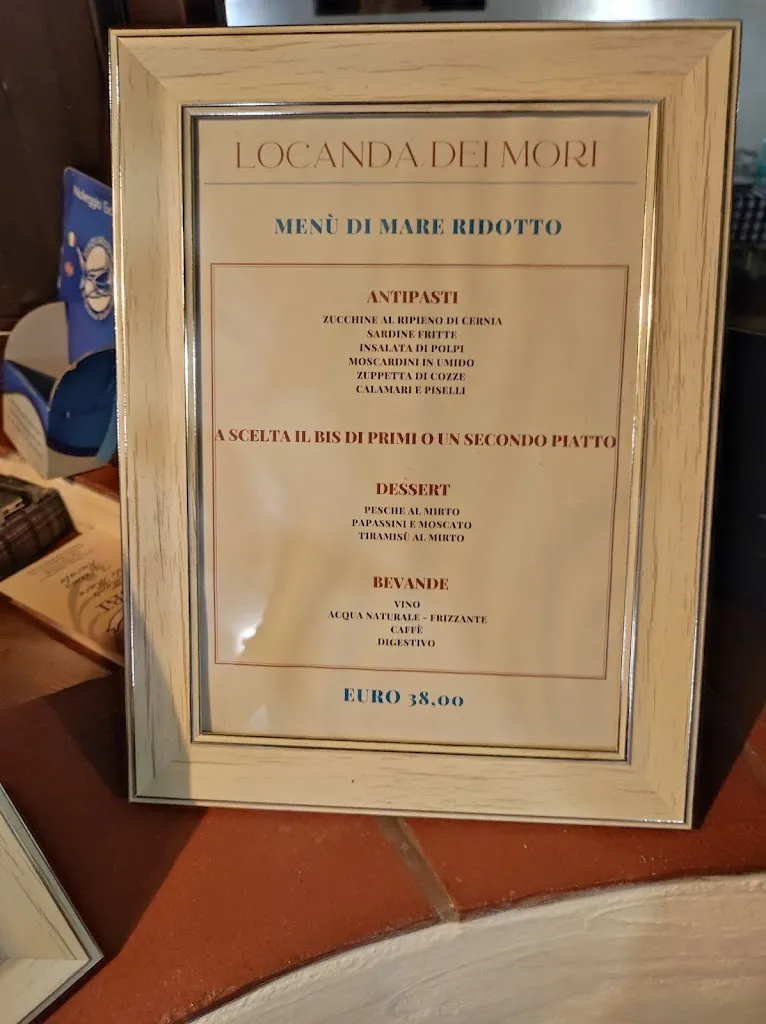 LOCANDA DEI MORI
MENÙ DI MARE RIDOTTO
ANTIPASTI
ZUCCHINE AL RIPIENO DI CERNIA
SARDINE FRITTE
INSALATA DI POLPI
MOSCARDINI IN UMIDO
ZUPPETTA DI COZZE
CALAMARI E PISELLI
A SCELTA IL BIS DI PRIMI O UN SECONDO PIATTO
DESSERT
PESCHE AL MIRTO
PAPASSINI E MOSCATO
TIRAMISÙ AL MIRTO
BEVANDE
VINO
ACQUA NATURALE - FRIZZANTE
CAFFÈ
DIGESTIVO
EURO 38,00
Noleggio